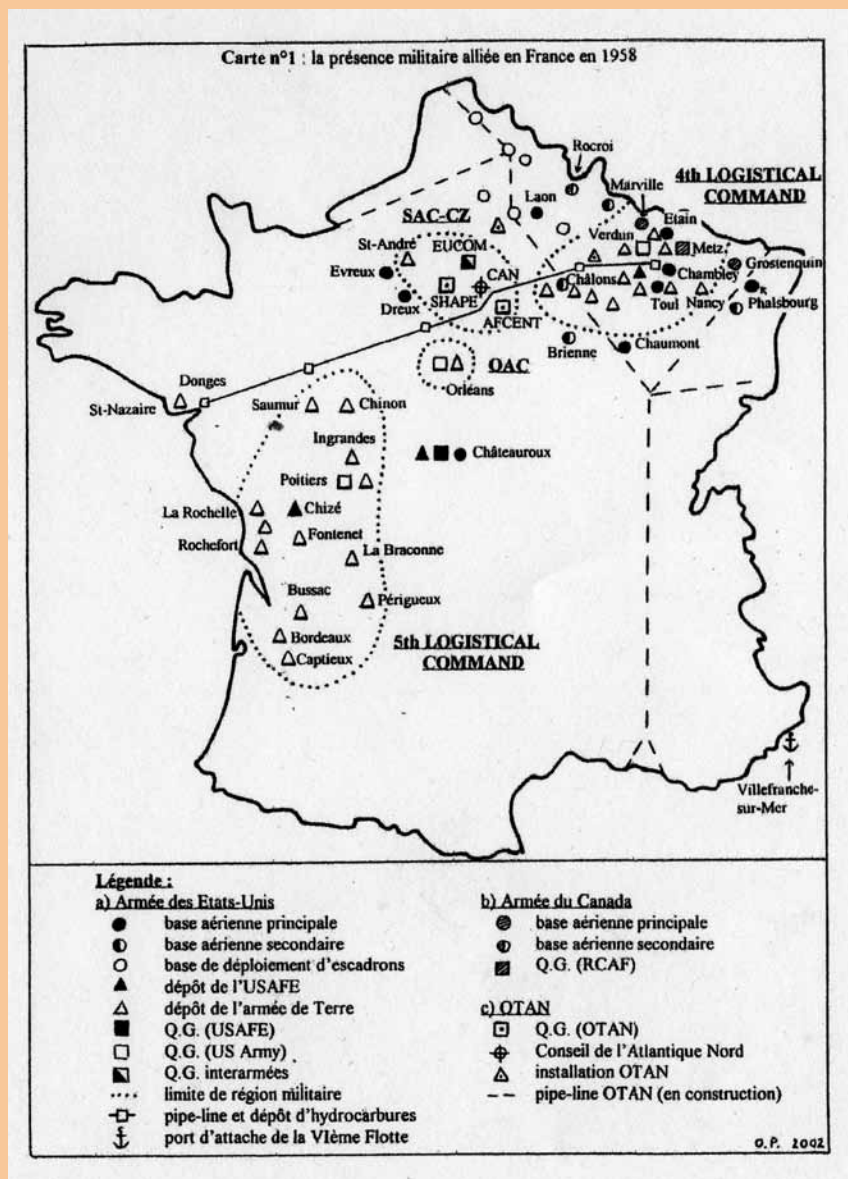 Carte n°1 : la présence militaire alliée en France en 1958
Rocroi
Marville
4th LOGISTICAL
COMMAND
Laon
Etain
SAC-CZ
Verdun
Metz
St-André
EUCOM
Grostenquin
Evreux
CAN
Châlons
Chambley
SHAPE
Dreux
Toul
Nancy
Phalsbourg
AFCENT
Brienne
Chaumont
OAC
Orléans
Donges
St-Nazaire
Saumur
Chinon
Ingrandes
Châteauroux
Poitiers
La Rochelle
Chizé
Fontenet
Rochefort
La Braconne
Bussac
Périgueux
Bordeaux
5th LOGISTICAL
COMMAND
Captieux
Villefranche-
sur-Mer
Légende :
a) Armée des Etats-Unis
base aérienne principale
base aérienne secondaire
base de déploiement d'escadrons
dépôt de l'USAFE
dépôt de l'armée de Terre
Q.G. (USAFE)
Q.G. (US Army)
Q.G. interarmées
limite de région militaire
pipe-line et dépôt d'hydrocarbures
port d'attache de la VIème Flotte
b) Armée du Canada
base aérienne principale
base aérienne secondaire
Q.G. (RCAF)
c) OTAN
Q.G. (OTAN)
Conseil de l'Atlantique Nord
installation OTAN
pipe-line OTAN (en construction)
O.P. 2002